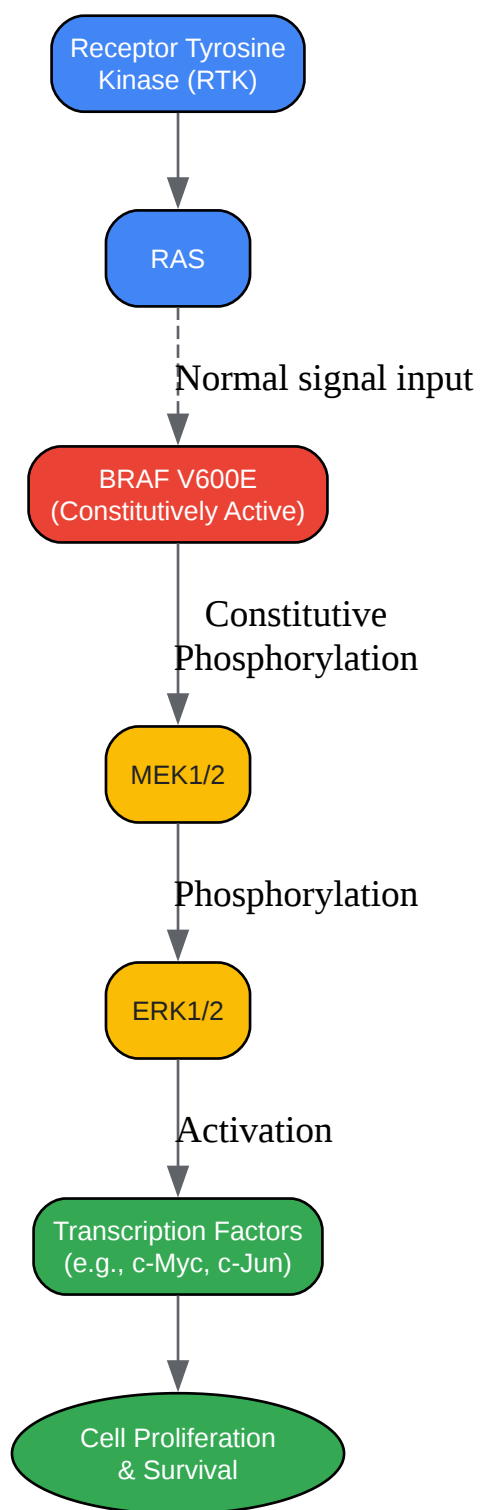 Receptor Tyrosine
Kinase (RTK)
RAS
Normal signal input
BRAF V600E
(Constitutively Active)
Constitutive
Phosphorylation
MEK1/2
Phosphorylation
ERK1/2
Activation
Transcription Factors
(e.g., c-Myc, c-Jun)
Cell Proliferation
& Survival